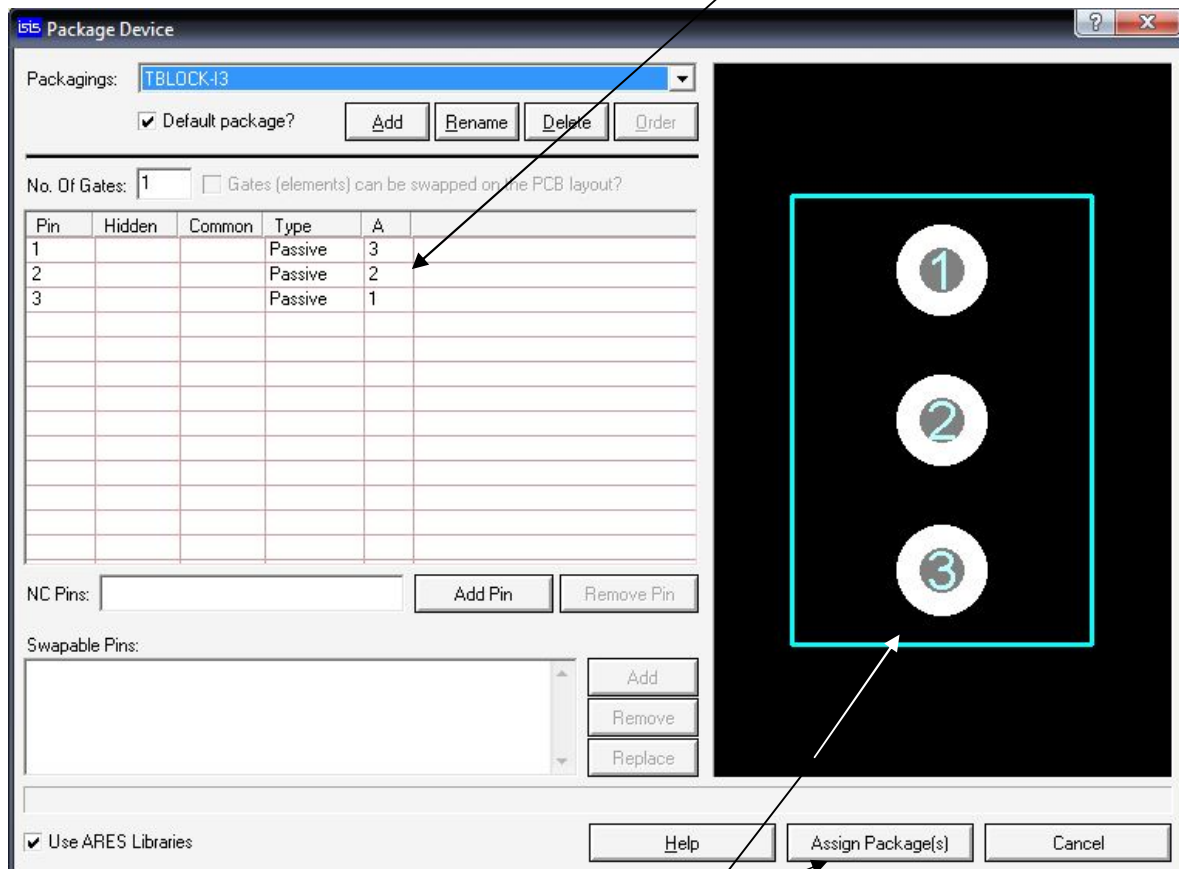 isis Package Device ? X
Packagings: TBLOCK-I3
Default package? Add Rename Delete Order
No. Of Gates: 1 Gates (elements) can be swapped on the PCB layout?
Pin Hidden Common Type A
1 Passive 3
2 Passive 2
3 Passive 1
NC Pins: Add Pin Remove Pin
Swapable Pins:
Add
Remove
Replace
1
2
3
Use ARES Libraries Help Assign Package(s) Cancel